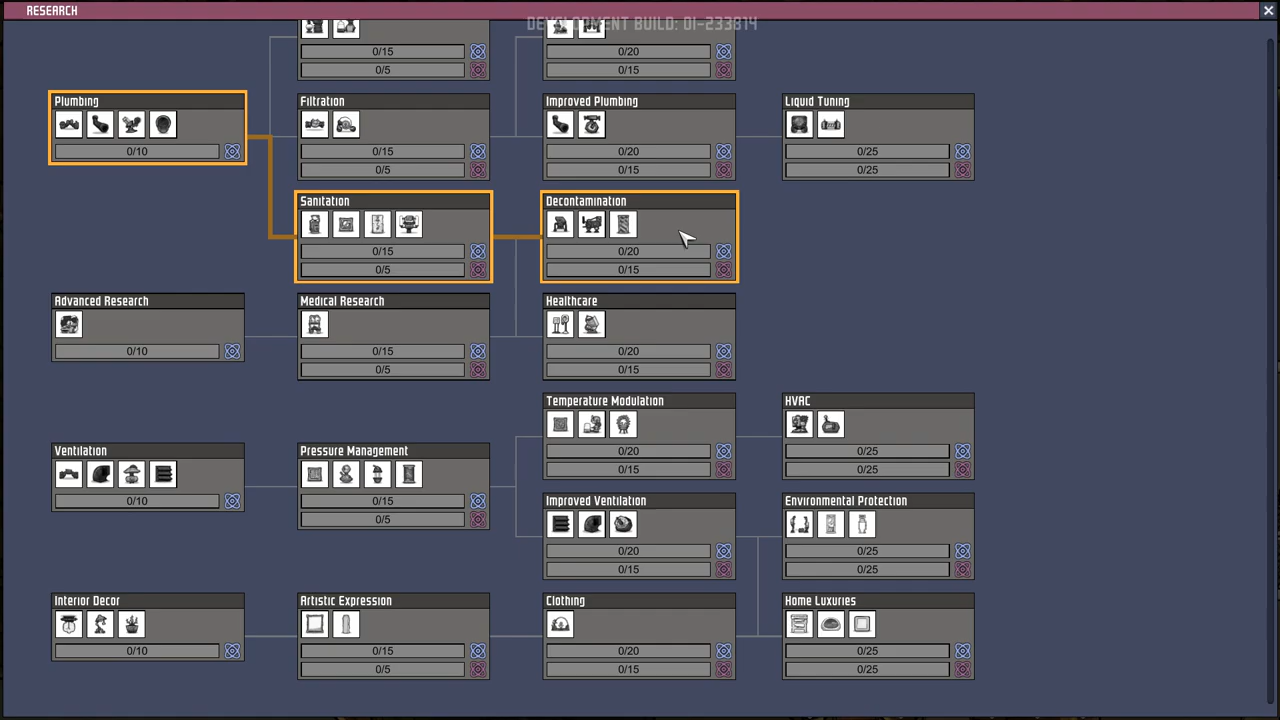 RESEARCH
DEVELOPMENT BUILD: 01-233814
0/15
0/5
0/20
0/15
Plumbing
0/10
Filtration
0/15
0/5
Improved Plumbing
0/20
0/15
Liquid Tuning
0/25
0/25
Sanitation
0/15
0/5
Decontamination
0/20
0/15
Advanced Research
0/10
Medical Research
0/15
0/5
Healthcare
0/20
0/15
Temperature Modulation
0/20
0/15
HVAC
0/25
0/25
Ventilation
0/10
Pressure Management
0/15
0/5
Improved Ventilation
0/20
0/15
Environmental Protection
0/25
0/25
Interior Decor
0/10
Artistic Expression
0/15
0/5
Clothing
0/20
0/15
Home Luxuries
0/25
0/25